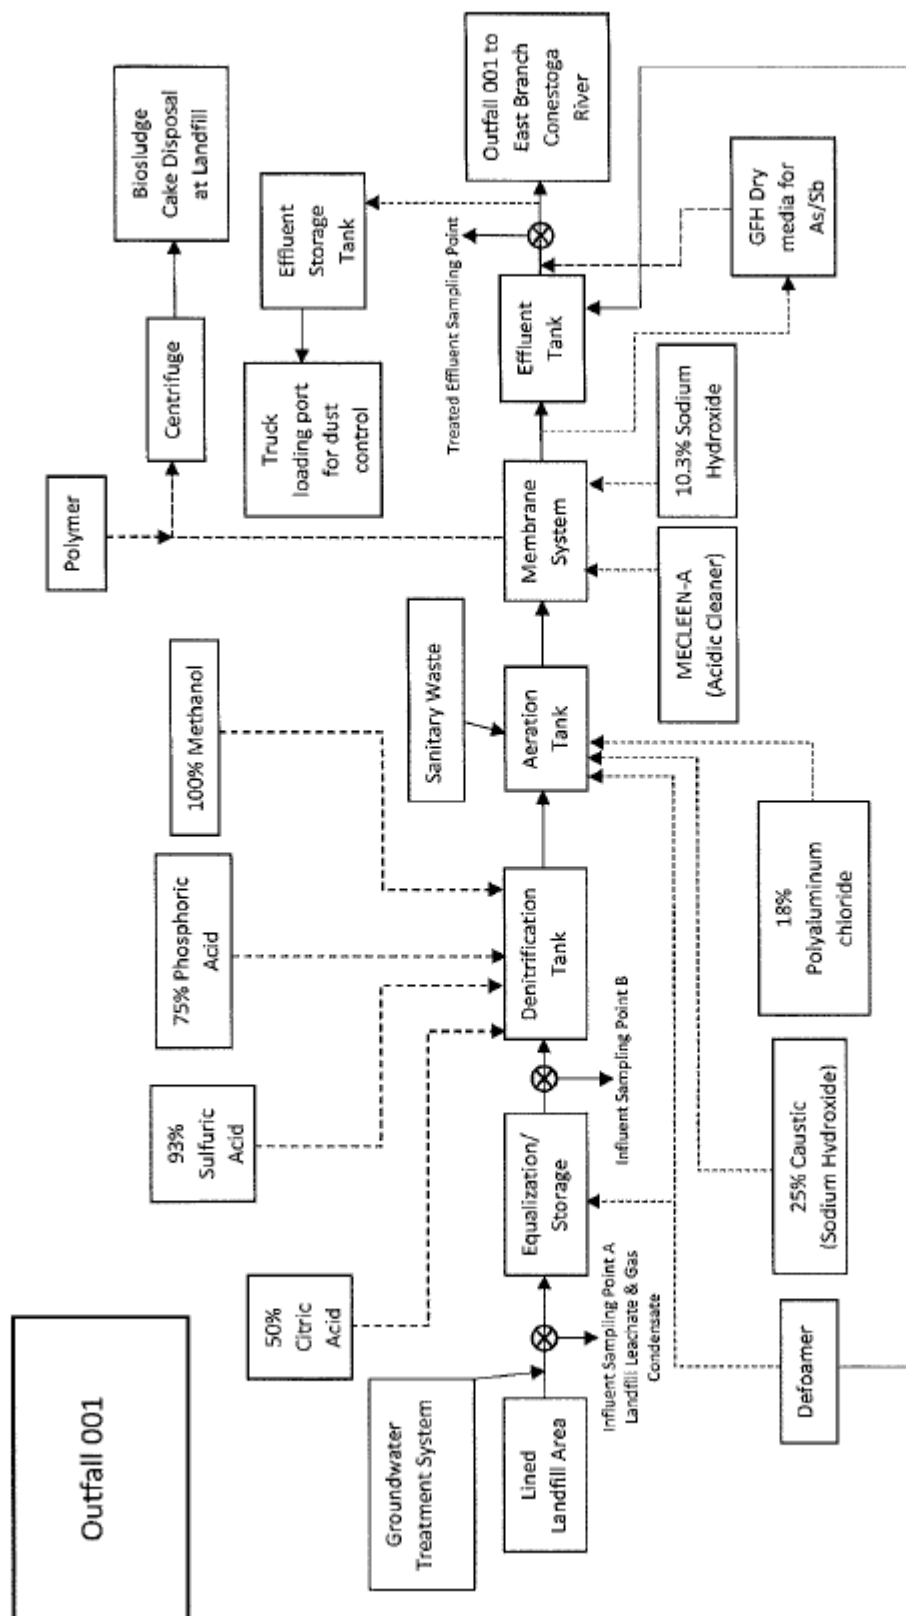 Outfall 001
50%
Citric
Acid
93%
Sulfuric
Acid
75% Phosphoric
Acid
100% Methanol
Polymer
Centrifuge
Biosludge
Cake Disposal
at Landfill
Groundwater
Treatment System
Sanitary Waste
Truck
loading port
for dust
control
Effluent
Storage
Tank
Lined
Landfill Area
Influent Sampling Point A
Landfill Leachate & Gas
Condensate
Equalization/
Storage
Influent Sampling Point B
Denitrification
Tank
Aeration
Tank
Membrane
System
Effluent
Tank
Treated Effluent Sampling Point
Outfall 001 to
East Branch
Conestoga
River
Defoamer
25% Caustic
(Sodium Hydroxide)
18%
Polyaluminum
chloride
MECLEEN-A
(Acidic Cleaner)
10.3% Sodium
Hydroxide
GFH Dry
media for
As/Sb